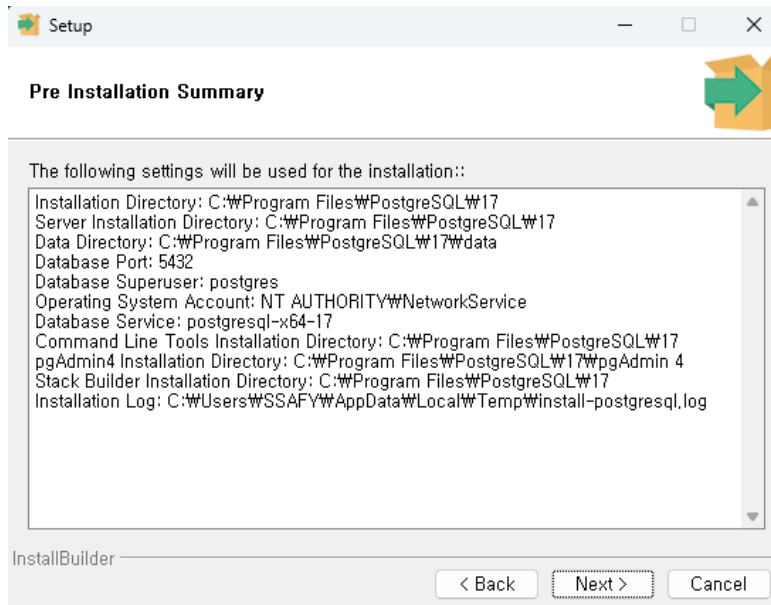 Setup
Pre Installation Summary
The following settings will be used for the installation::
Installation Directory: C:₩Program Files₩PostgreSQL₩17
Server Installation Directory: C:₩Program Files₩PostgreSQL₩17
Data Directory: C:₩Program Files₩PostgreSQL₩17₩data
Database Port: 5432
Database Superuser: postgres
Operating System Account: NT AUTHORITY₩NetworkService
Database Service: postgresql-x64-17
Command Line Tools Installation Directory: C:₩Program Files₩PostgreSQL₩17
pgAdmin4 Installation Directory: C:₩Program Files₩PostgreSQL₩17₩pgAdmin 4
Stack Builder Installation Directory: C:₩Program Files₩PostgreSQL₩17
Installation Log: C:₩Users₩SSAFY₩AppData₩Local₩Temp₩install-postgresql.log
InstallBuilder
< Back
Next >
Cancel